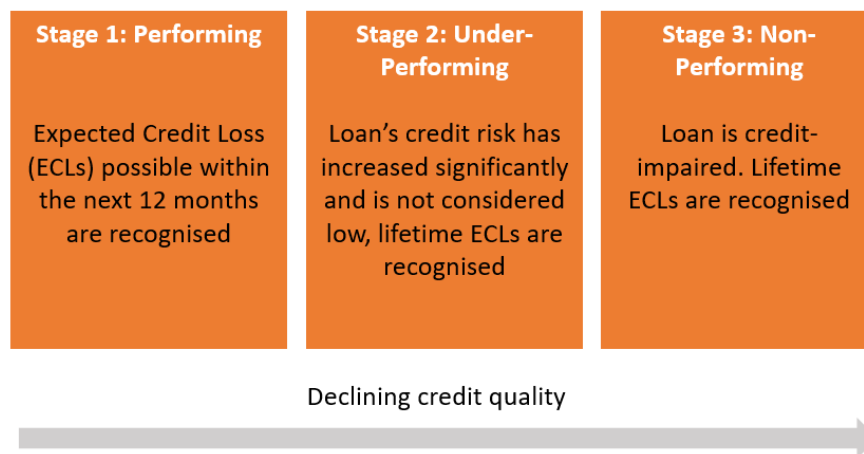 Stage 1: Performing
Expected Credit Loss
(ECLs) possible within
the next 12 months
are recognised
Stage 2: Under-
Performing
Loan's credit risk has
increased significantly
and is not considered
low, lifetime ECLs are
recognised
Stage 3: Non-
Performing
Loan is credit-
impaired. Lifetime
ECLs are recognised
Declining credit quality